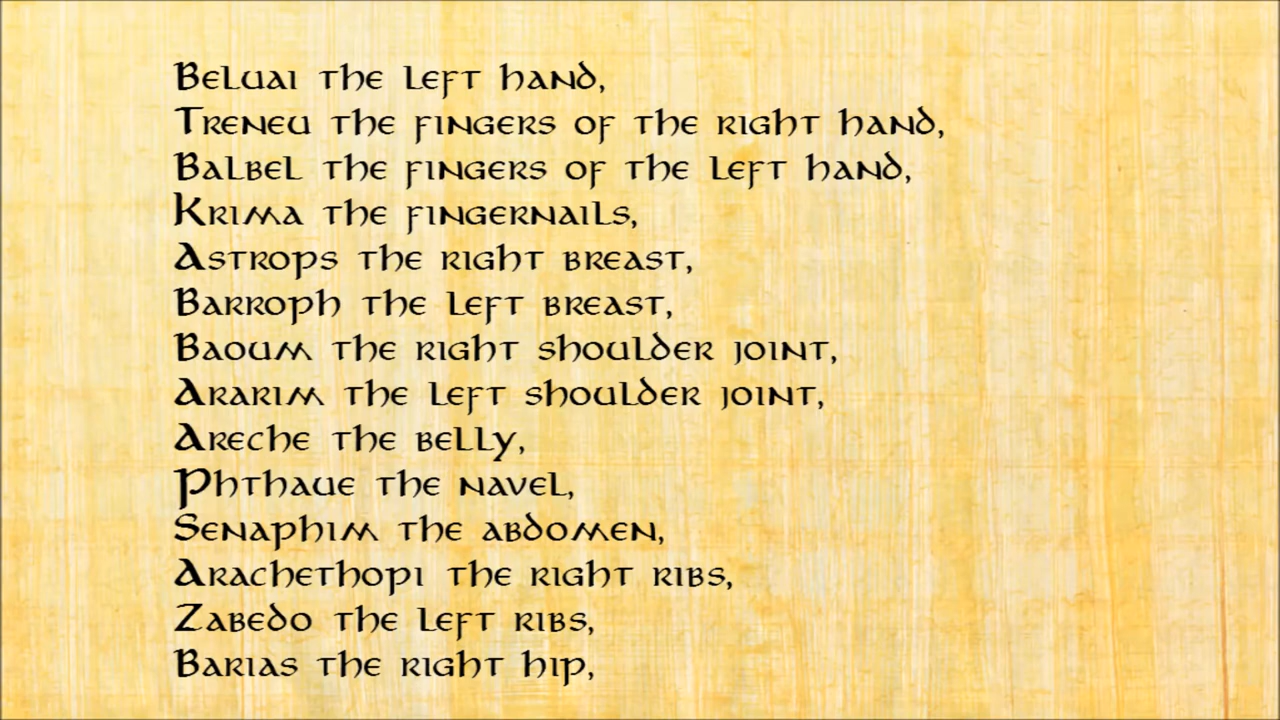 Beluai the left hand,
Treneu the fingers of the right hand,
Balbel the fingers of the left hand,
Krima the fingernails,
Astrops the right breast,
Barroph the left breast,
Baoum the right shoulder joint,
Ararim the left shoulder joint,
Areche the belly,
Phthaue the navel,
Senaphim the abdomen,
Arachethopi the right ribs,
Zabedo the left ribs,
Barias the right hip,